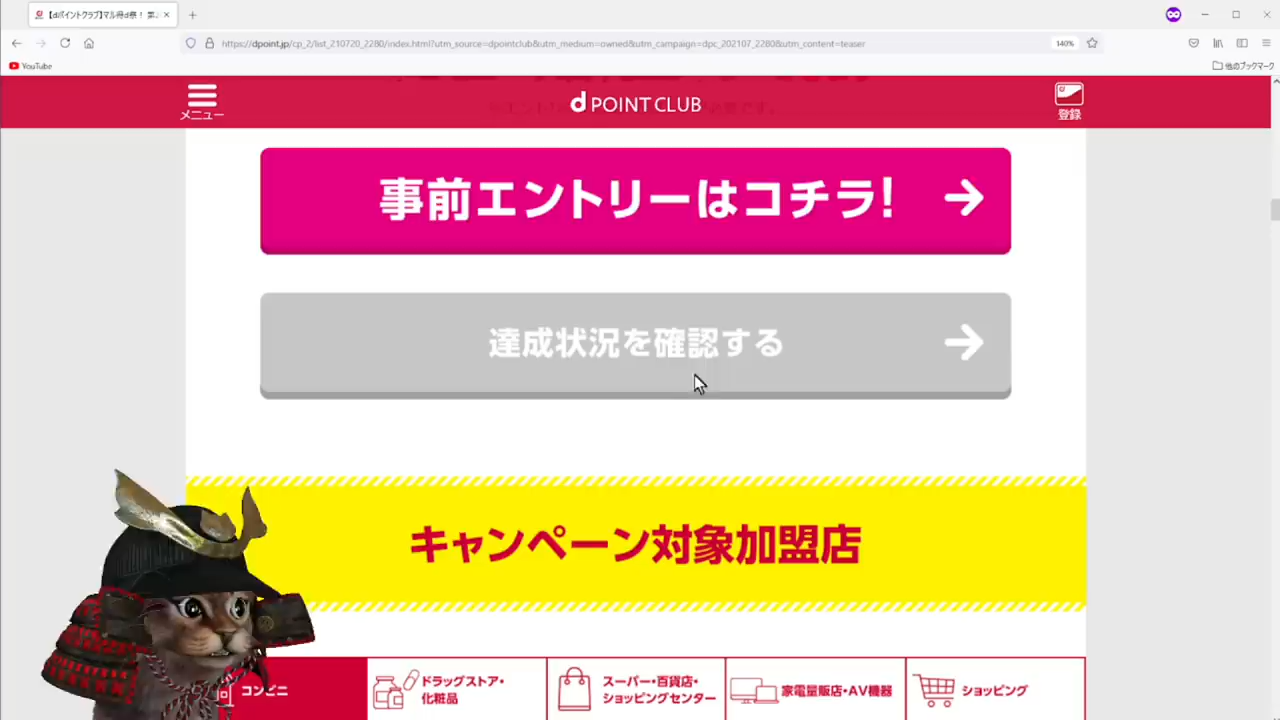 【dポイントクラブ】マル得d祭！ 第
YouTube
https://dpoint.jp/cp_2/list_210720_2280/index.html?utm_source=dpointclub&utm_medium=owned&utm_campaign=dpc_202107_2280&utm_content=teaser
140%
他のブックマーク
メニュー
d POINT CLUB
登録
事前エントリーはコチラ!
達成状況を確認する
キャンペーン対象加盟店
コンビニ
ドラッグストア・
化粧品
スーパー・百貨店・
ショッピングセンター
家電量販店・AV機器
ショッピング